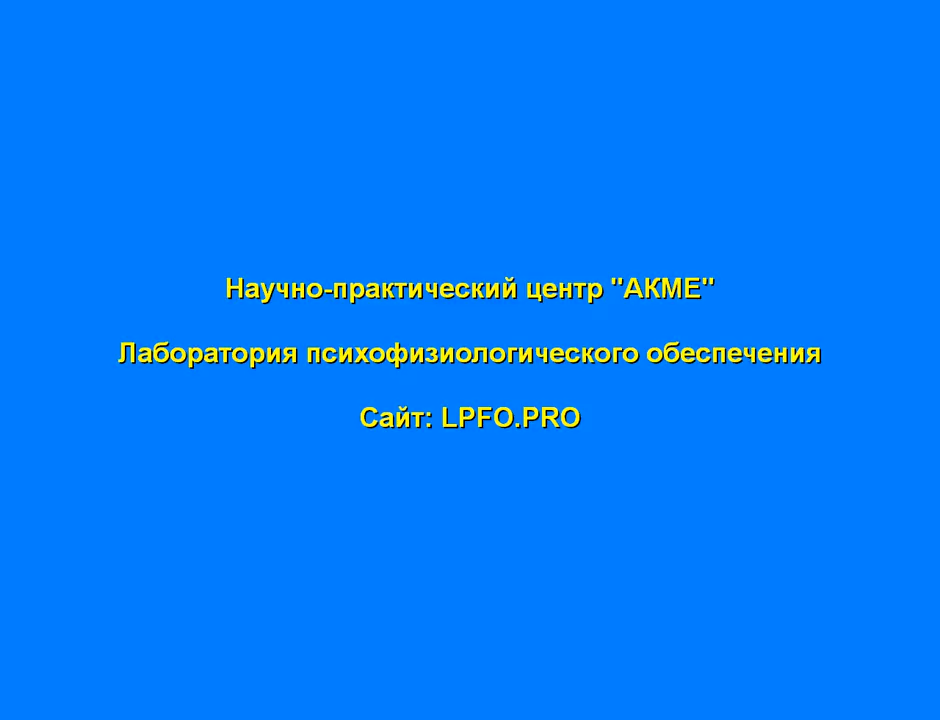 Научно-практический центр "АКМЕ"
Лаборатория психофизиологического обеспечения
Сайт: LPFO.PRO